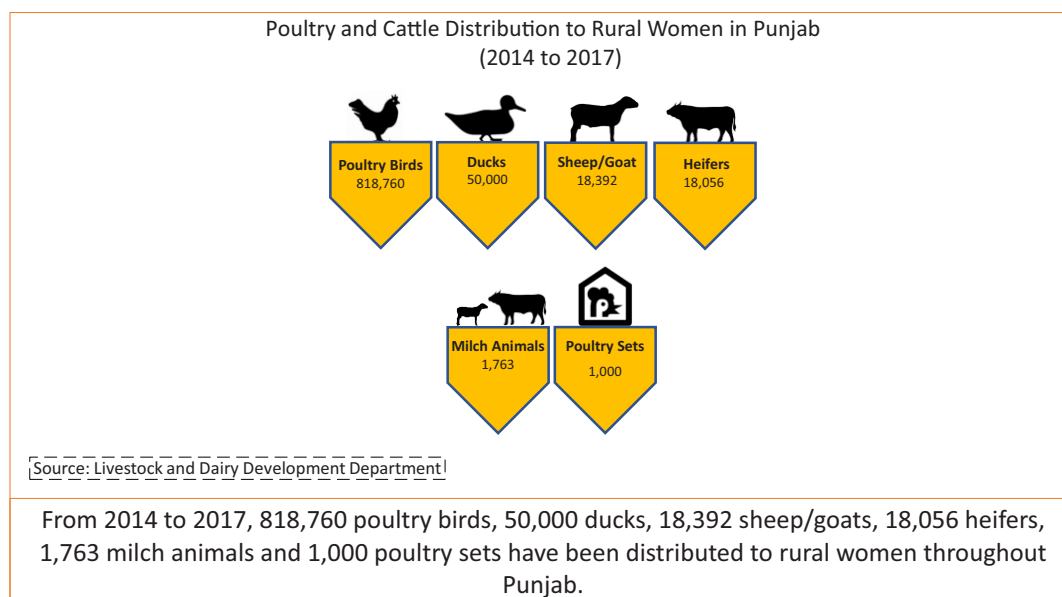 Poultry and Cattle Distribution to Rural Women in Punjab
(2014 to 2017)
Poultry Birds
818,760
Ducks
50,000
Sheep/Goat
18,392
Heifers
18,056
Milch Animals
1,763
Poultry Sets
1,000
Source: Livestock and Dairy Development Department
From 2014 to 2017, 818,760 poultry birds, 50,000 ducks, 18,392 sheep/goats, 18,056 heifers,
1,763 milch animals and 1,000 poultry sets have been distributed to rural women throughout
Punjab.